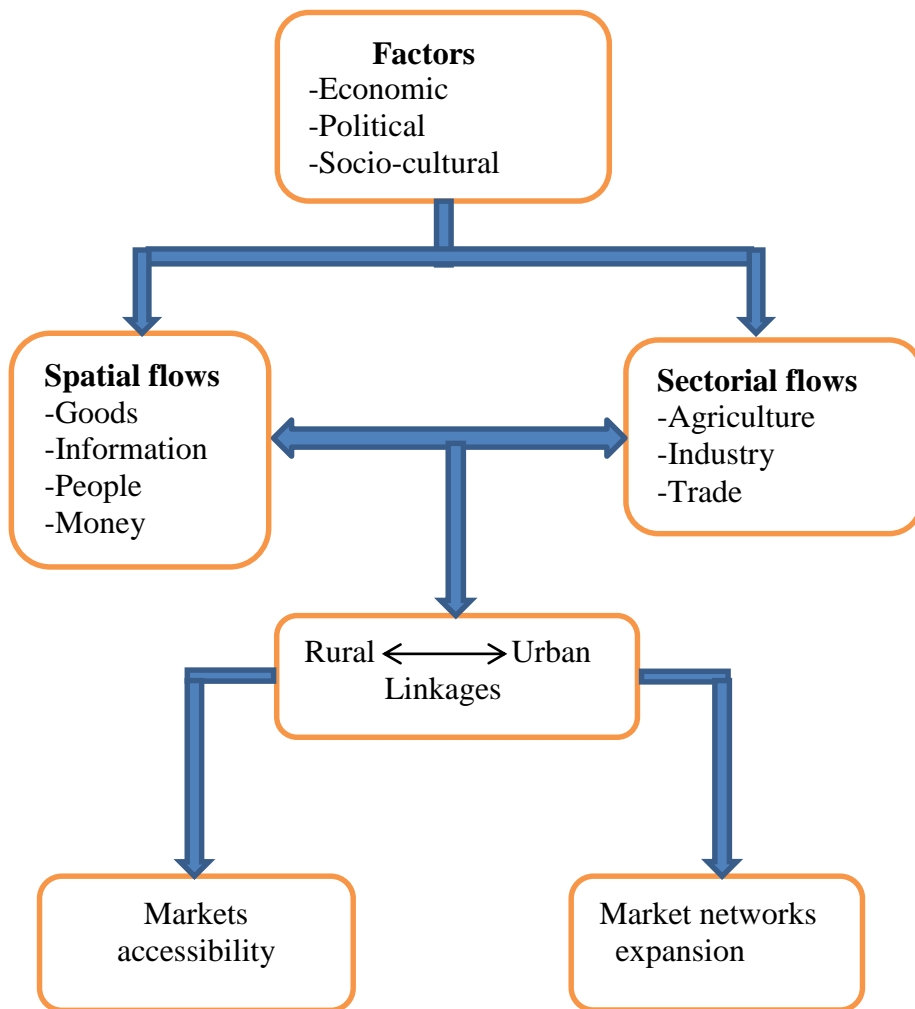 Factors
-Economic
-Political
-Socio-cultural
Spatial flows
-Goods
-Information
-People
-Money
Sectorial flows
-Agriculture
-Industry
-Trade
Rural Urban
Linkages
Markets
accessibility
Market networks
expansion